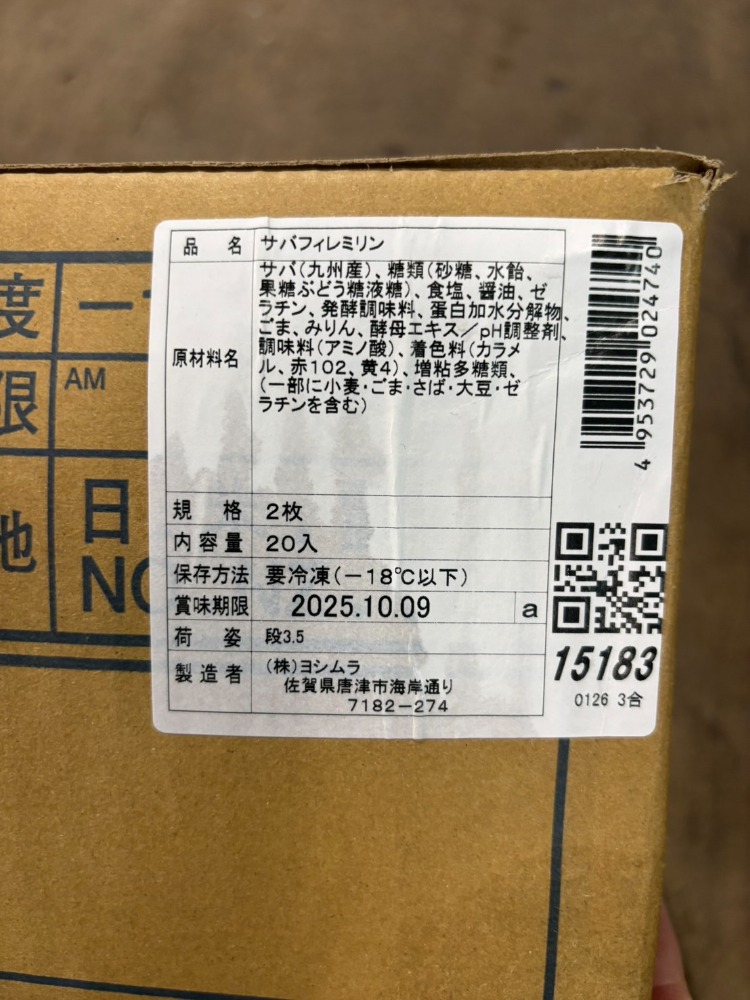 品名 サバフィレミリン
原材料名
サバ(九州産)、糖類(砂糖、水飴、
果糖ぶどう糖液糖)、食塩、醤油、ゼ
ラチン、発酵調味料、蛋白加水分解物、
ごま、みりん、酵母エキス/pH調整剤、
調味料(アミノ酸)、着色料(カラメ
ル、赤102、黄4)、増粘多糖類、
(一部に小麦・ごま・さば・大豆・ゼ
ラチンを含む)
規格 2枚
内容量 20入
保存方法 要冷凍(-18℃以下)
賞味期限 2025.10.09 a
荷姿 段3.5
製造者 (株)ヨシムラ
佐賀県唐津市海岸通り
7182-274
4 953729 024740
15183
0126 3合
度
限
AM
地
日
NO